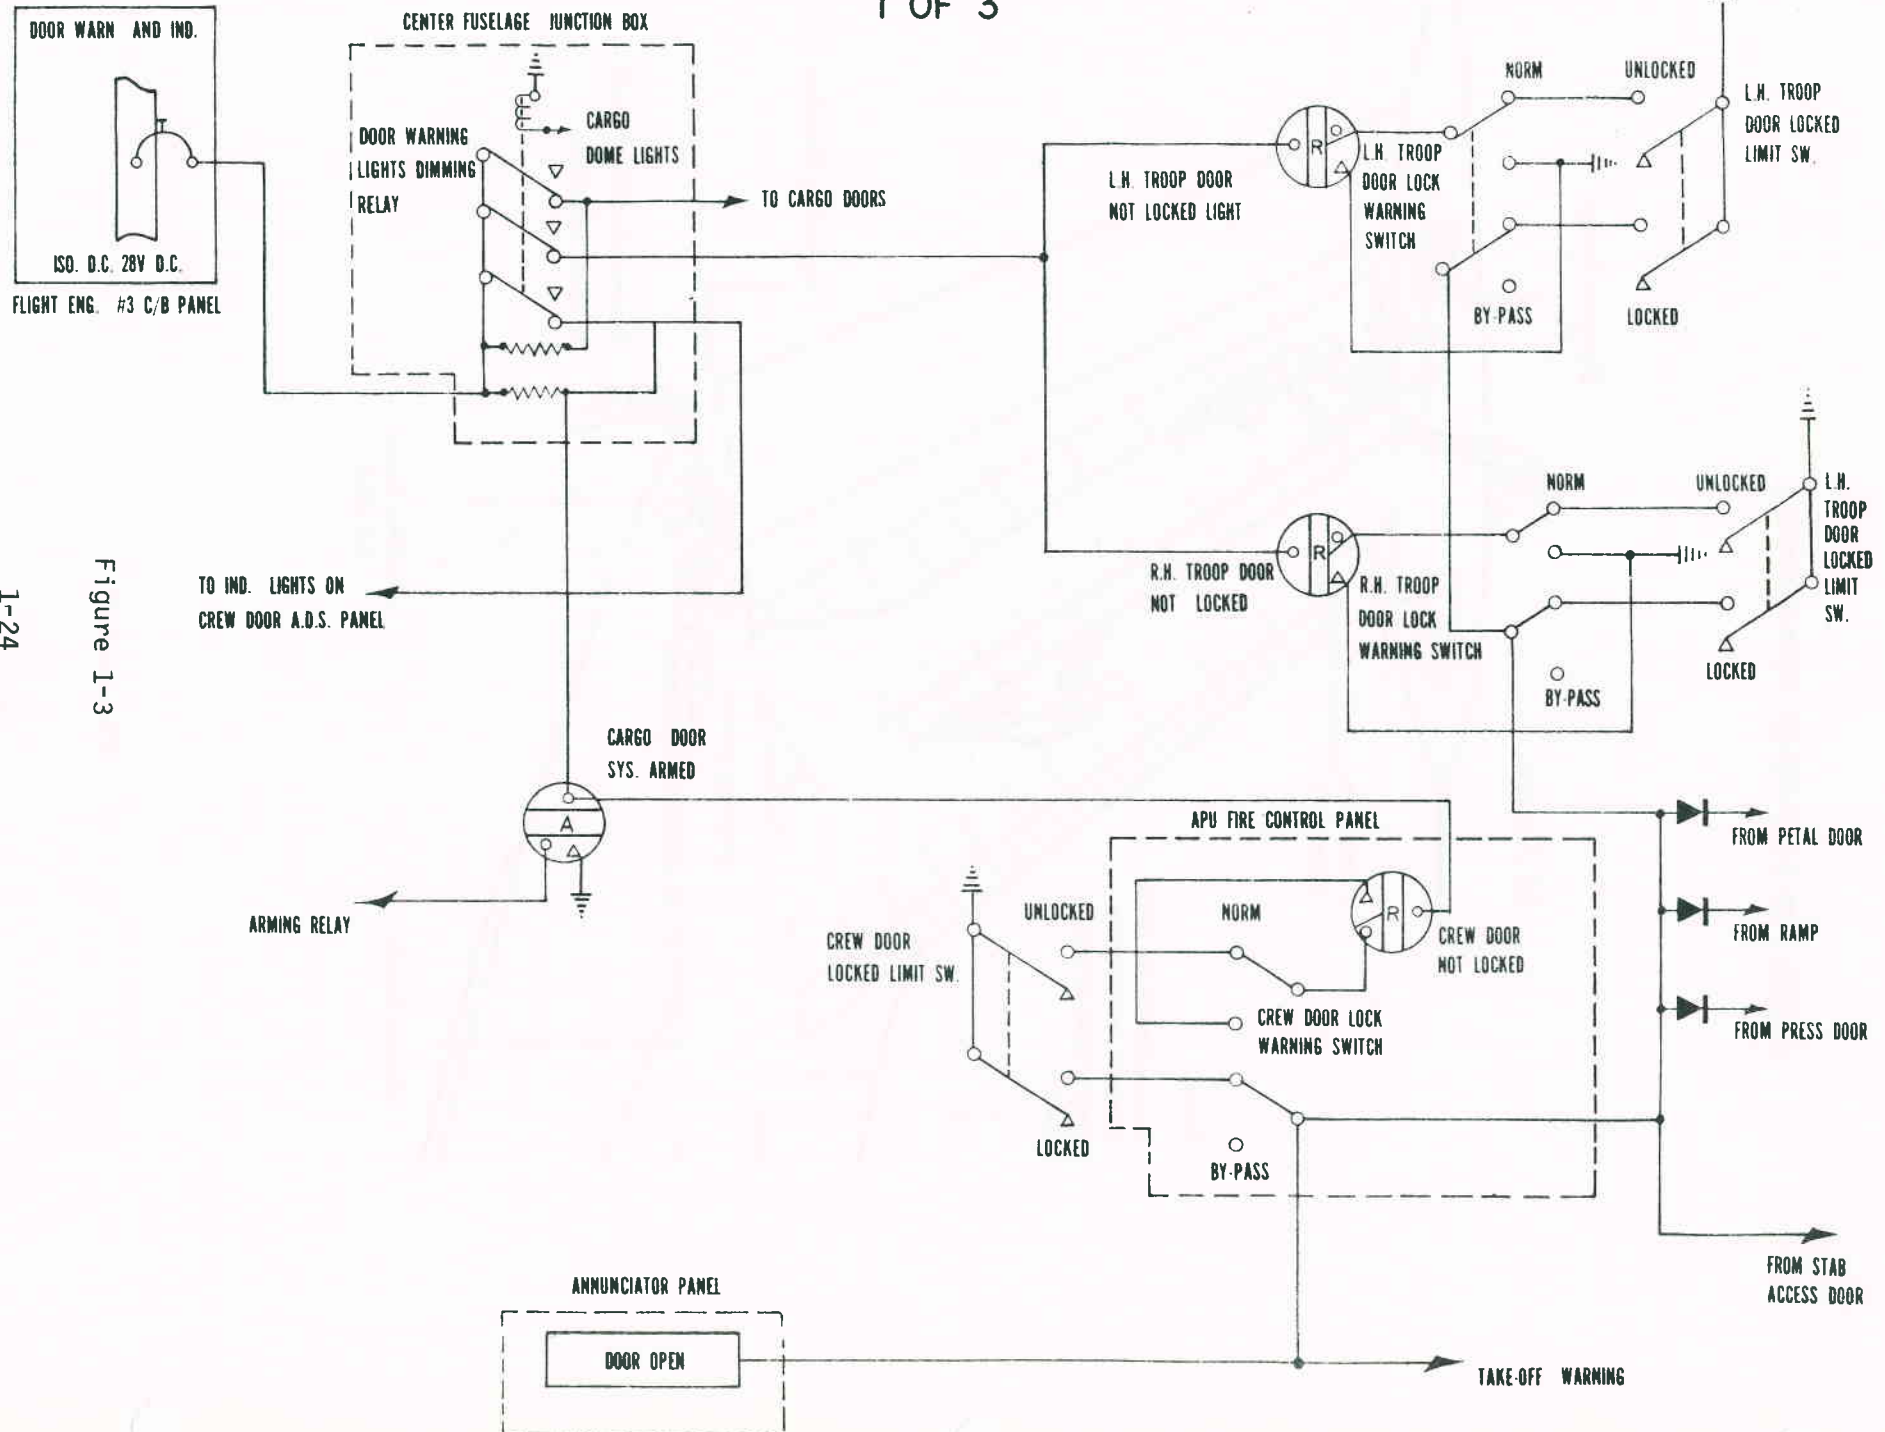 1 OF 3
DOOR WARN AND IND.
ISO. D.C. 28V D.C.
FLIGHT ENG. #3 C/B PANEL
CENTER FUSELAGE JUNCTION BOX
DOOR WARNING
LIGHTS DIMMING
RELAY
CARGO
DOME LIGHTS
TO CARGO DOORS
L.H. TROOP DOOR
NOT LOCKED LIGHT
R
L.H. TROOP
DOOR LOCK
WARNING
SWITCH
NORM
UNLOCKED
BY-PASS
LOCKED
L.H. TROOP
DOOR LOCKED
LIMIT SW.
R.H. TROOP DOOR
NOT LOCKED
R
R.H. TROOP
DOOR LOCK
WARNING SWITCH
NORM
UNLOCKED
BY-PASS
LOCKED
L.H.
TROOP
DOOR
LOCKED
LIMIT
SW.
TO IND. LIGHTS ON
CREW DOOR A.D.S. PANEL
Figure 1-3
1-24
CARGO DOOR
SYS. ARMED
A
ARMING RELAY
APU FIRE CONTROL PANEL
CREW DOOR
LOCKED LIMIT SW.
UNLOCKED
LOCKED
NORM
R
CREW DOOR
NOT LOCKED
CREW DOOR LOCK
WARNING SWITCH
BY-PASS
FROM PETAL DOOR
FROM RAMP
FROM PRESS DOOR
FROM STAB
ACCESS DOOR
ANNUNCIATOR PANEL
DOOR OPEN
TAKE-OFF WARNING